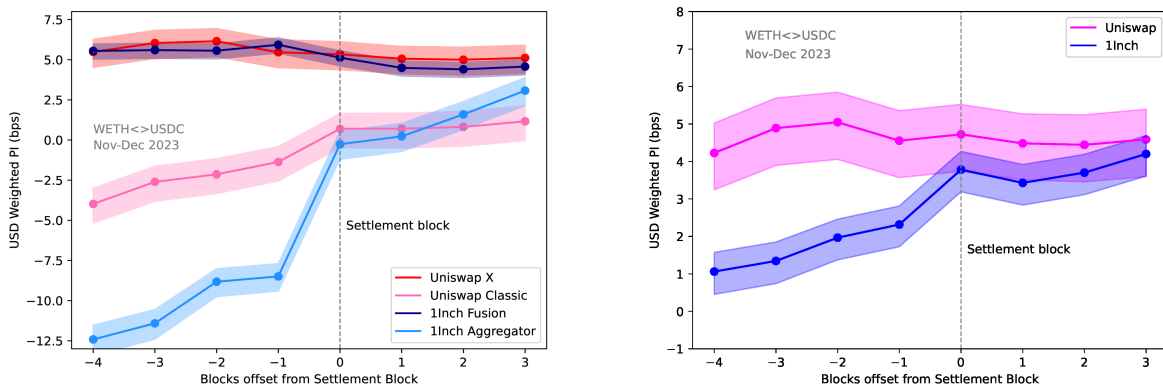 7.5
5.0
2.5
0.0
−2.5
−5.0
−7.5
−10.0
−12.5
USD Weighted PI (bps)
WETH<>USDC
Nov-Dec 2023
Settlement block
Uniswap X
Uniswap Classic
1Inch Fusion
1Inch Aggregator
−4 −3 −2 −1 0 1 2 3
Blocks offset from Settlement Block
8
7
6
5
4
3
2
1
0
−1
USD Weighted PI (bps)
WETH<>USDC
Nov-Dec 2023
Uniswap
1Inch
Settlement block
−4 −3 −2 −1 0 1 2 3
Blocks offset from Settlement Block